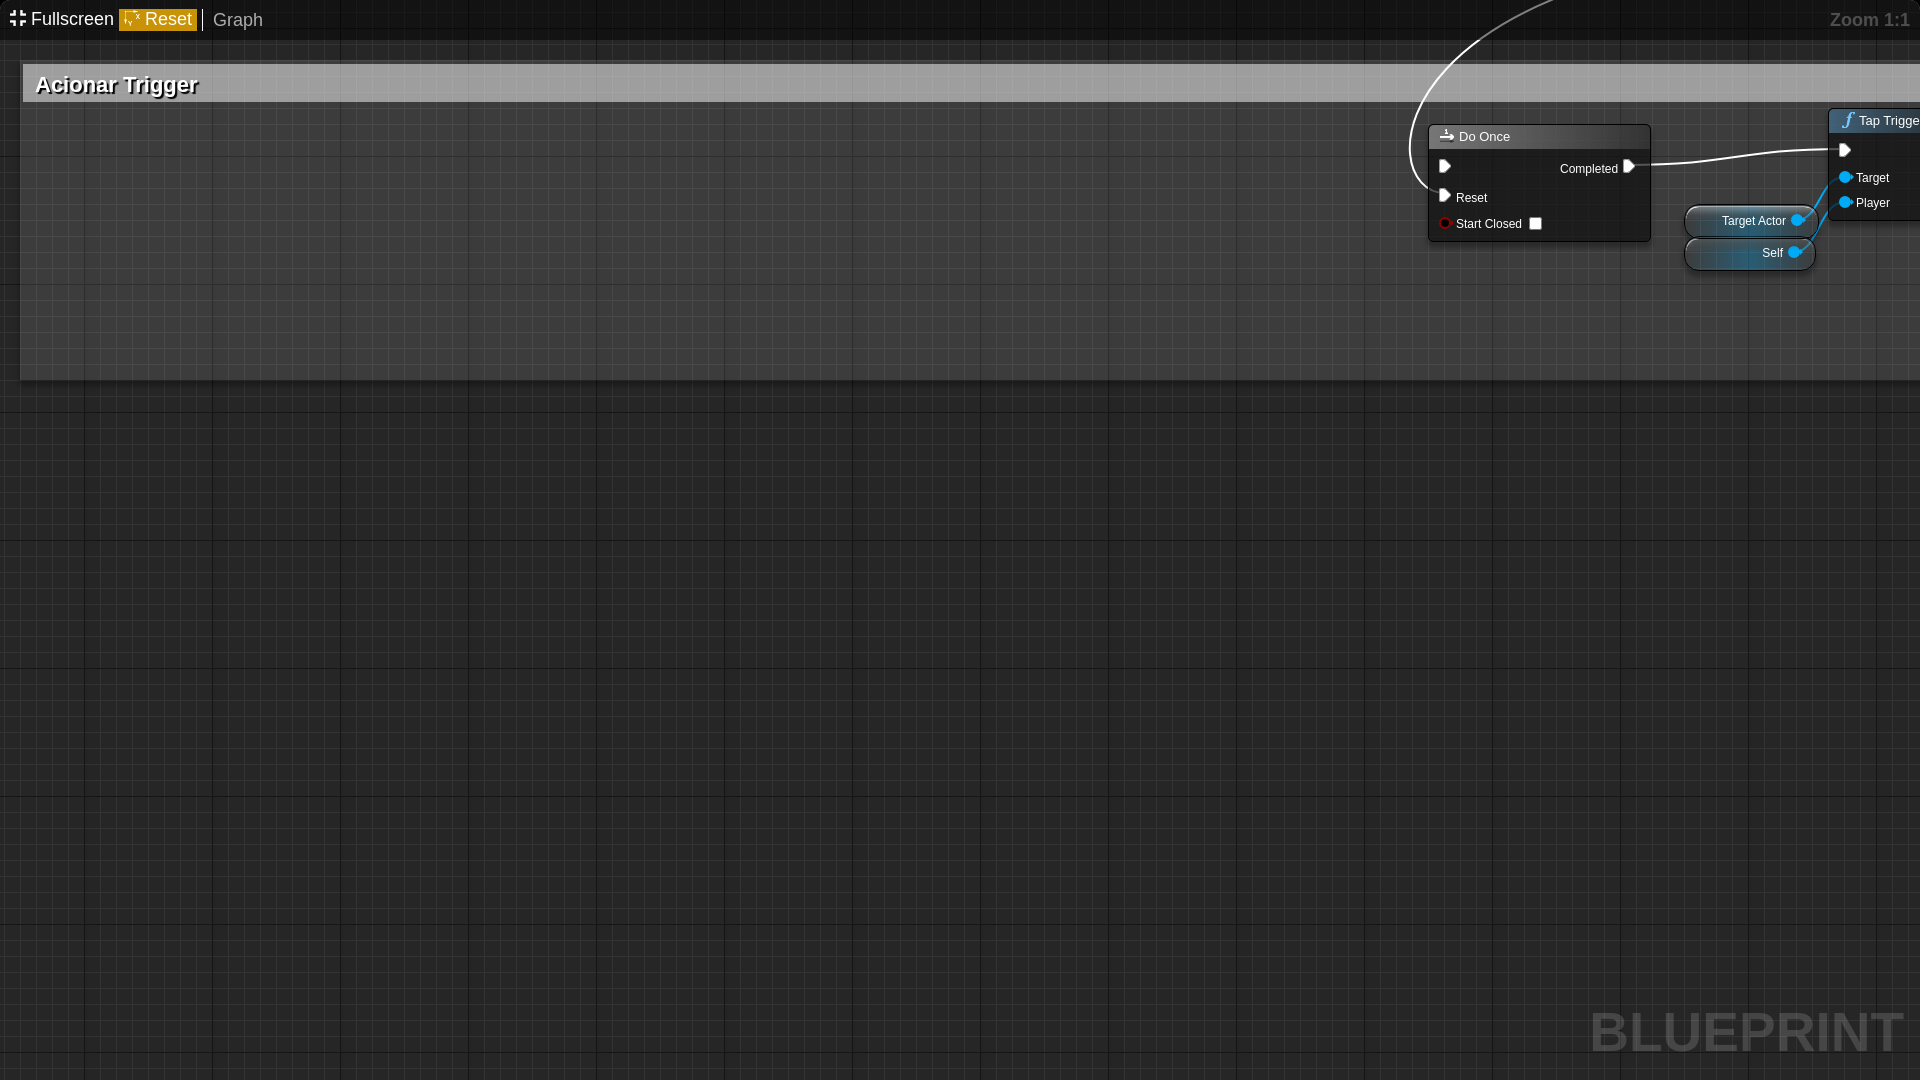 Fullscreen Reset Graph Zoom 1:1
Acionar Trigger
Do Once
Completed
Reset
Start Closed
Target Actor
Self
Tap Trigge
Target
Player
BLUEPRINT